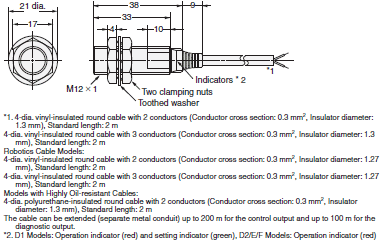 21 dia.
17
38
9
33
4
10
*1
Indicators * 2
M12 × 1
Two clamping nuts
Toothed washer
*1. 4-dia. vinyl-insulated round cable with 2 conductors (Conductor cross section: 0.3 mm², Insulator diameter:
1.3 mm), Standard length: 2 m
4-dia. vinyl-insulated round cable with 3 conductors (Conductor cross section: 0.3 mm², Insulator diameter: 1.3
mm), Standard length: 2 m
Robotics Cable Models:
4-dia. vinyl-insulated round cable with 2 conductors (Conductor cross section: 0.3 mm², Insulator diameter: 1.27
mm), Standard length: 2 m
4-dia. vinyl-insulated round cable with 3 conductors (Conductor cross section: 0.3 mm², Insulator diameter: 1.27
mm), Standard length: 2 m
Models with Highly Oil-resistant Cables:
4-dia. polyurethane-insulated round cable with 2 conductors (Conductor cross section: 0.3 mm², Insulator
diameter: 1.3 mm), Standard length: 2 m
The cable can be extended (separate metal conduit) up to 200 m for the control output and up to 100 m for the
diagnostic output.
*2. D1 Models: Operation indicator (red) and setting indicator (green), D2/E/F Models: Operation indicator (red)